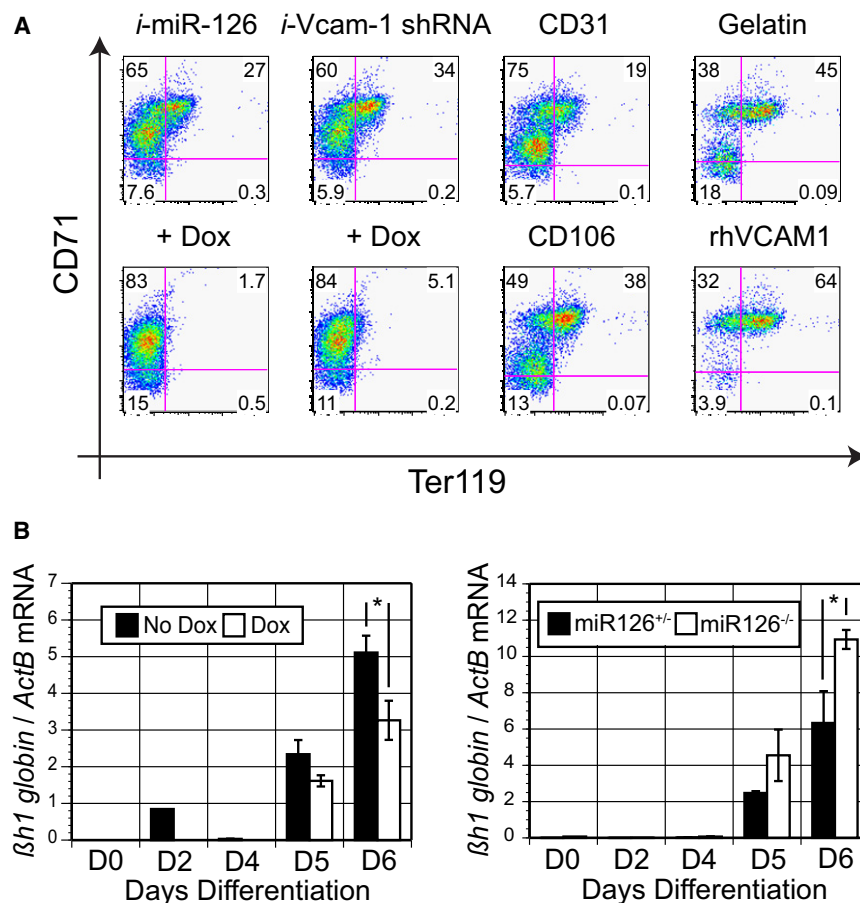 A
i-miR-126 i-Vcam-1 shRNA CD31 Gelatin
65 27 60 34 75 19 38 45
7.6 0.3 5.9 0.2 5.7 0.1 18 0.09
+ Dox + Dox CD106 rhVCAM1
83 1.7 84 5.1 49 38 32 64
15 0.5 11 0.2 13 0.07 3.9 0.1
CD71
Ter119
B
ßh1 globin / ActB mRNA
7
6
5
4
3
2
1
0
No Dox Dox
*
D0 D2 D4 D5 D6
Days Differentiation
ßh1 globin / ActB mRNA
14
12
10
8
6
4
2
0
miR126+/- miR126-/-
*
D0 D2 D4 D5 D6
Days Differentiation